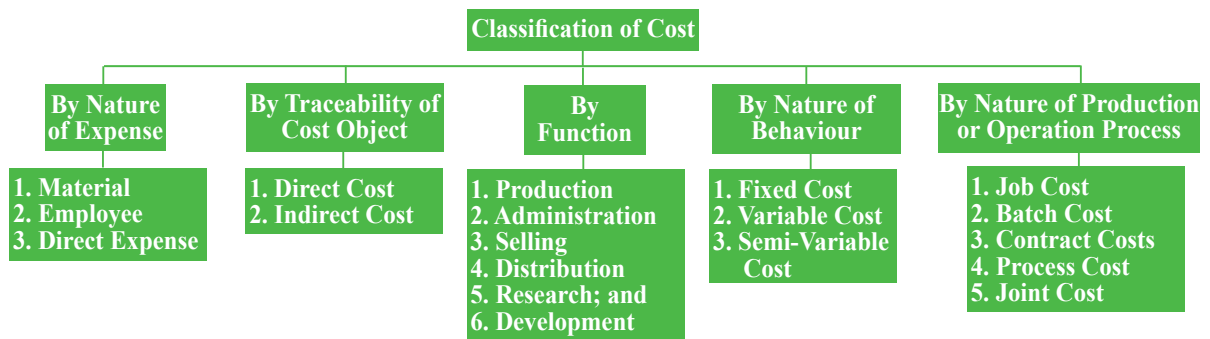 Classification of Cost
By Nature
of Expense
1. Material
2. Employee
3. Direct Expense
By Traceability of
Cost Object
1. Direct Cost
2. Indirect Cost
By
Function
1. Production
2. Administration
3. Selling
4. Distribution
5. Research; and
6. Development
By Nature of
Behaviour
1. Fixed Cost
2. Variable Cost
3. Semi-Variable
Cost
By Nature of Production
or Operation Process
1. Job Cost
2. Batch Cost
3. Contract Costs
4. Process Cost
5. Joint Cost